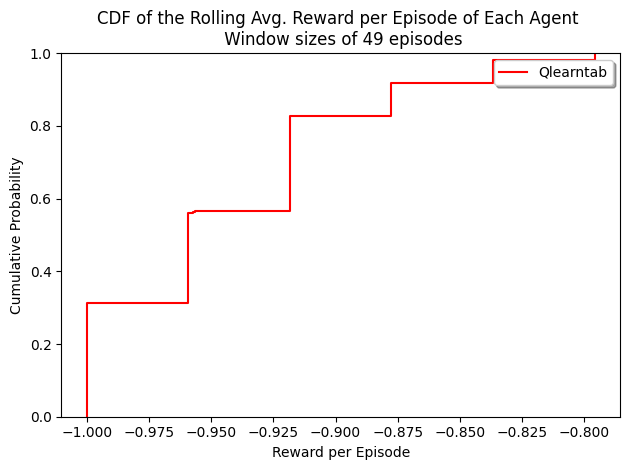 CDF of the Rolling Avg. Reward per Episode of Each Agent
Window sizes of 49 episodes
Qlearntab
Cumulative Probability
1.0
0.8
0.6
0.4
0.2
0.0
−1.000 −0.975 −0.950 −0.925 −0.900 −0.875 −0.850 −0.825 −0.800
Reward per Episode